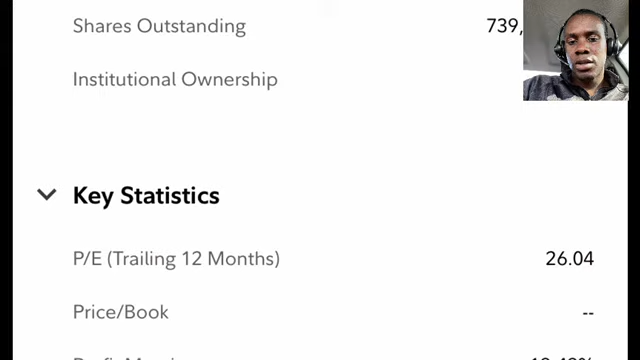 Shares Outstanding 739,
Institutional Ownership
Key Statistics
P/E (Trailing 12 Months) 26.04
Price/Book --